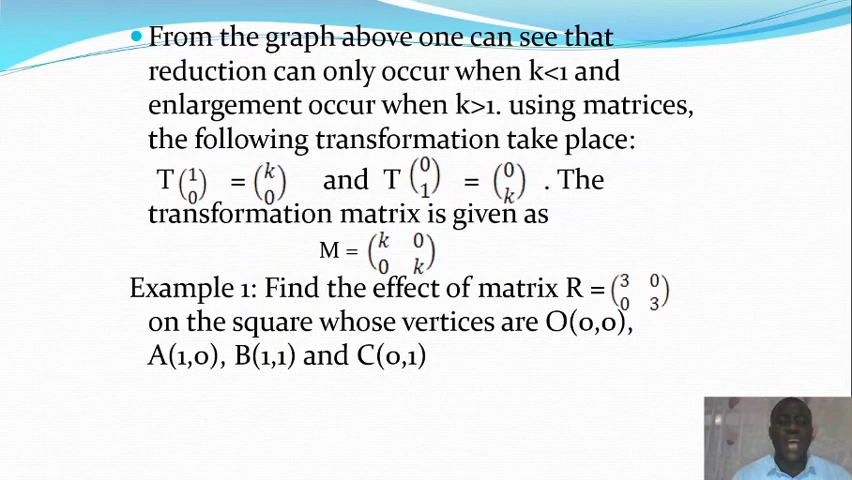 • From the graph above one can see that
reduction can only occur when k<1 and
enlargement occur when k>1. using matrices,
the following transformation take place:
T(1 0) = (k 0) and T (0 1) = (0 k) . The
transformation matrix is given as
M = (k 0 0 k)
Example 1: Find the effect of matrix R = (3 0 0 3)
on the square whose vertices are O(0,0),
A(1,0), B(1,1) and C(0,1)